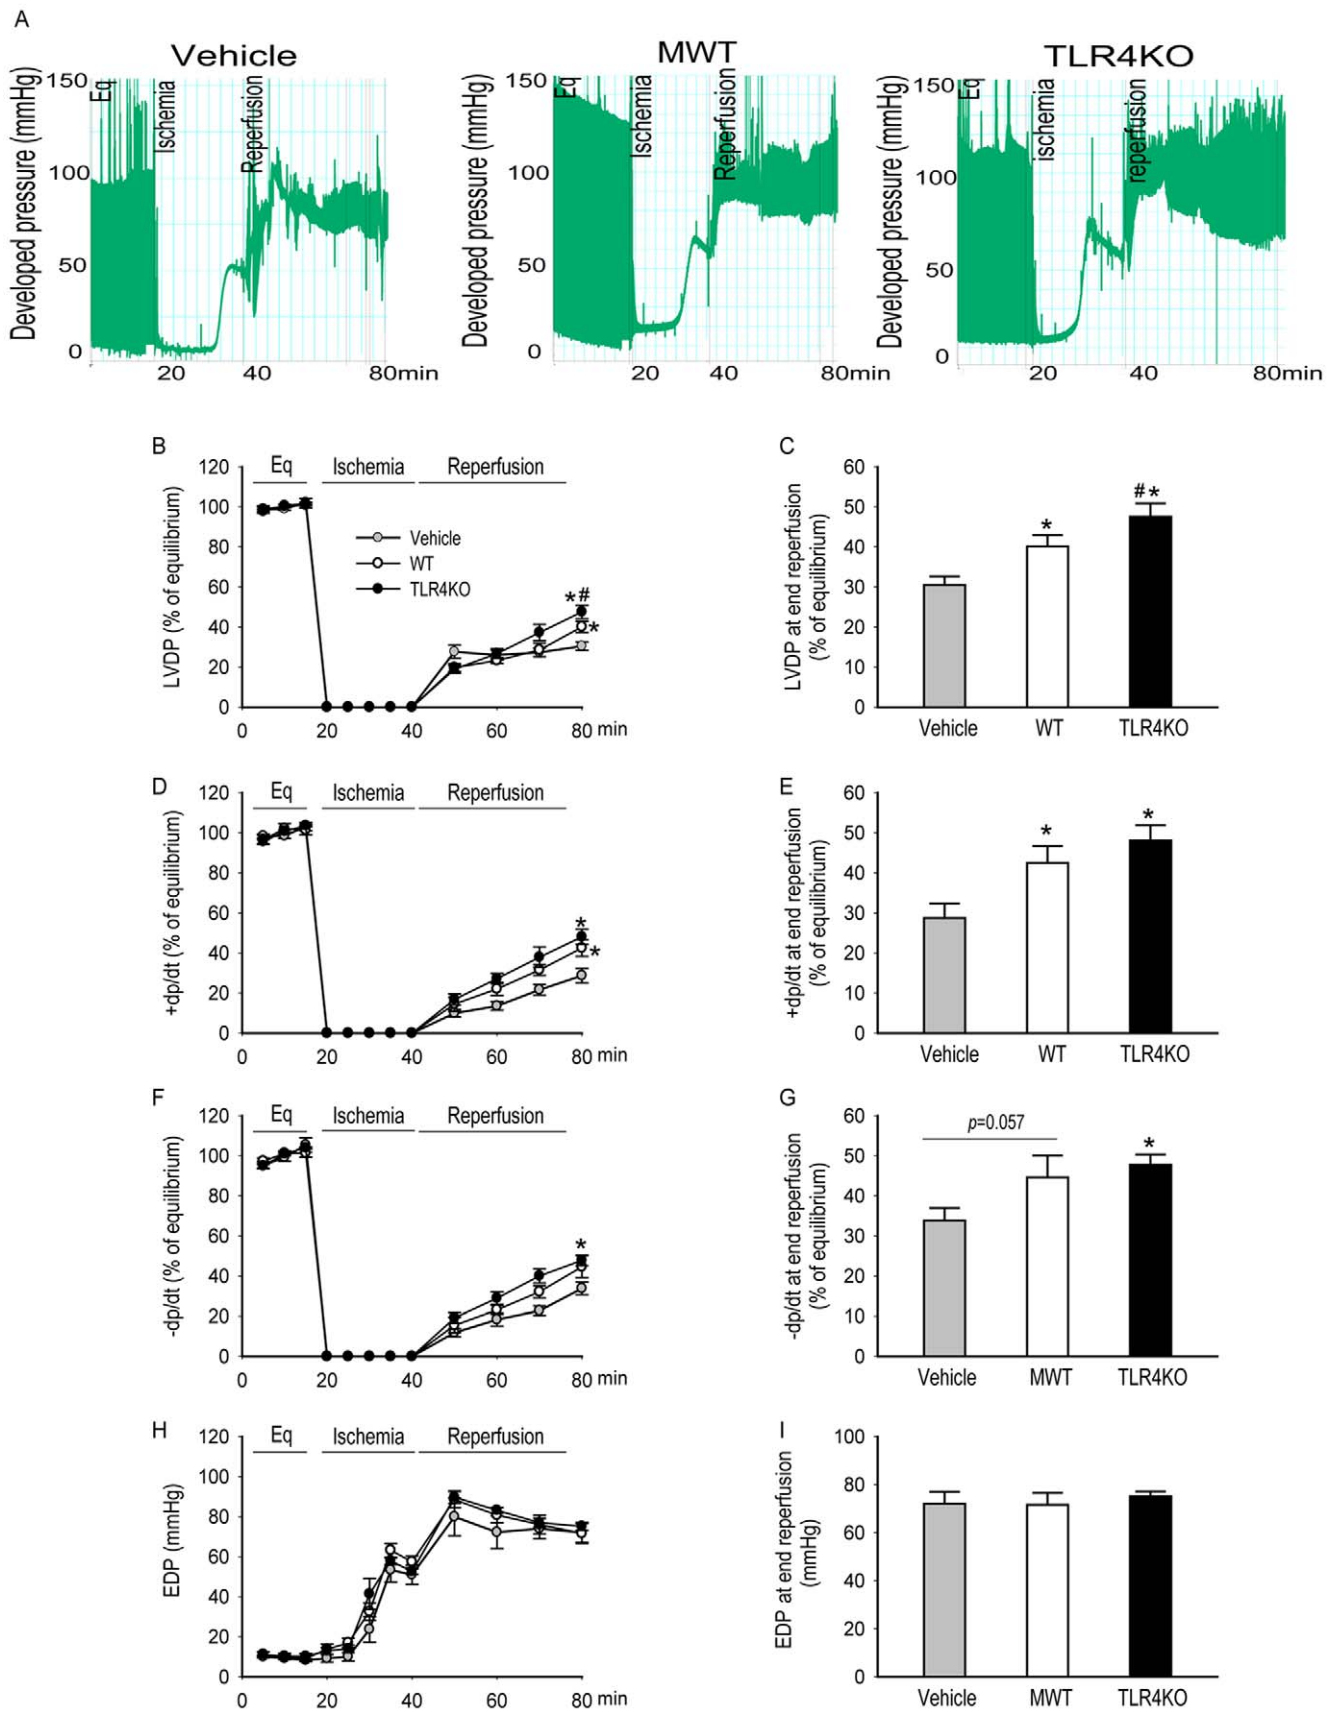 A
Vehicle
MWT
TLR4KO
Developed pressure (mmHg)
150
100
50
0
Eq
Ischemia
Reperfusion
20
40
80min
Developed pressure (mmHg)
150
100
50
0
Eq
Ischemia
Reperfusion
20
40
80min
Developed pressure (mmHg)
150
100
50
0
Eq
ischemia
reperfusion
20
40
80min
B
LVDP (% of equilibrium)
120
100
80
60
40
20
0
Eq
Ischemia
Reperfusion
Vehicle
WT
TLR4KO
*#
*
0
20
40
60
80 min
C
LVDP at end reperfusion
(% of equilibrium)
60
50
40
30
20
10
0
*
#*
Vehicle
WT
TLR4KO
D
+dp/dt (% of equilibrium)
120
100
80
60
40
20
0
Eq
Ischemia
Reperfusion
*
*
0
20
40
60
80 min
E
+dp/dt at end reperfusion
(% of equilibrium)
60
50
40
30
20
10
0
*
*
Vehicle
WT
TLR4KO
F
-dp/dt (% of equilibrium)
120
100
80
60
40
20
0
Eq
Ischemia
Reperfusion
*
0
20
40
60
80 min
G
-dp/dt at end reperfusion
(% of equilibrium)
60
50
40
30
20
10
0
p=0.057
*
Vehicle
MWT
TLR4KO
H
EDP (mmHg)
120
100
80
60
40
20
0
Eq
Ischemia
Reperfusion
0
20
40
60
80 min
I
EDP at end reperfusion
(mmHg)
100
80
60
40
20
0
Vehicle
MWT
TLR4KO